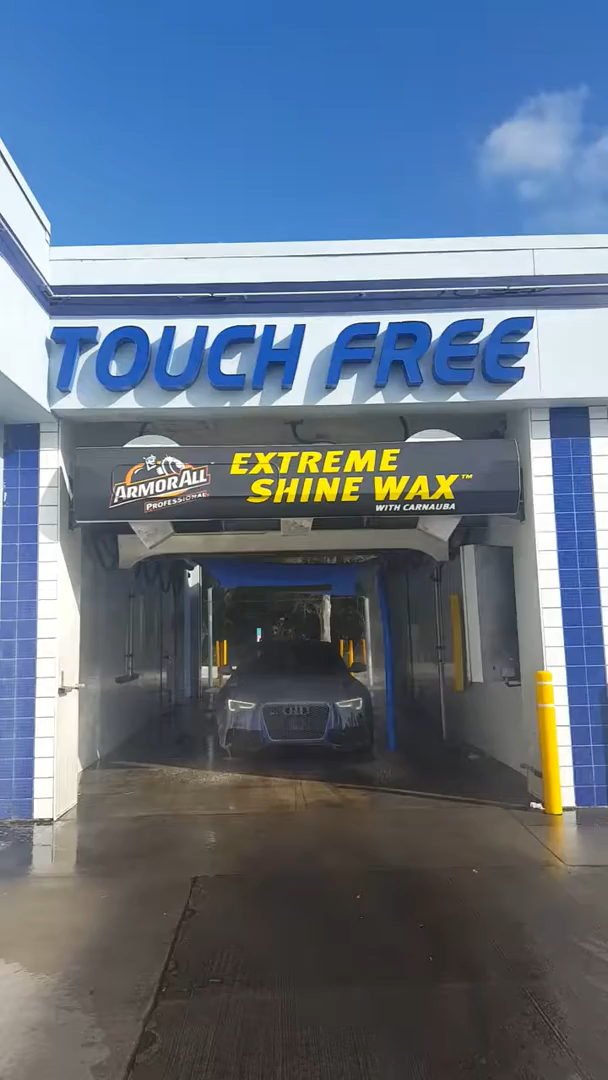 TOUCH FREE
ARMORALL
PROFESSIONAL
EXTREME
SHINE WAX™
WITH CARNAUBA